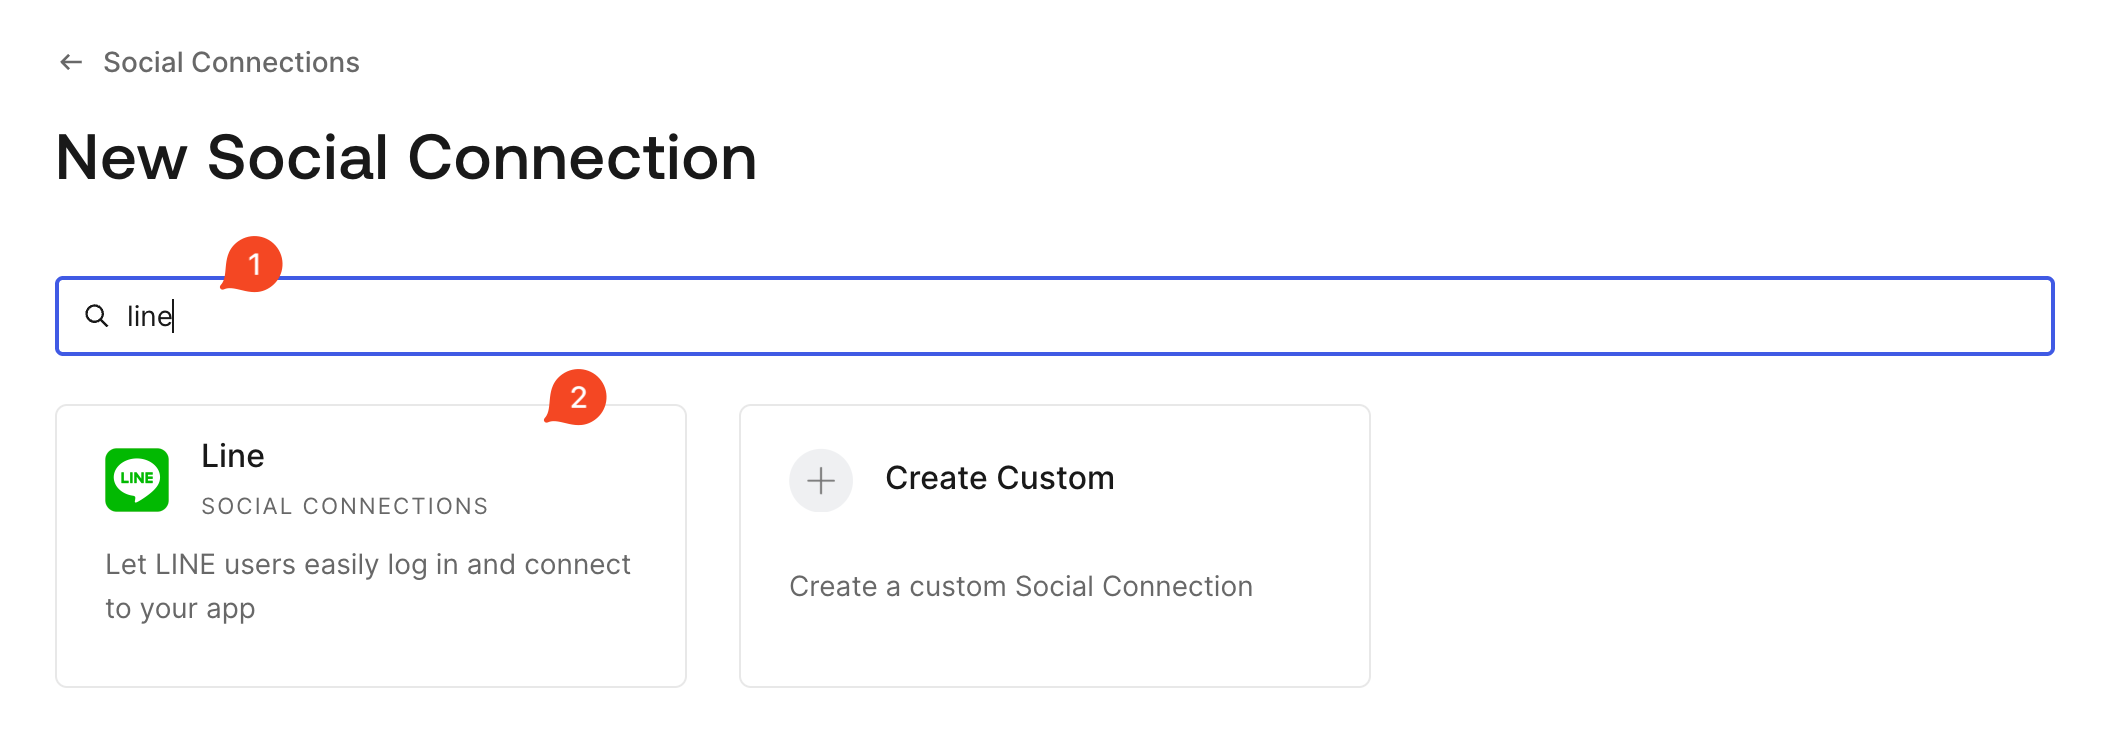 Social Connections
New Social Connection
1
line
2
Line
LINE
SOCIAL CONNECTIONS
Let LINE users easily log in and connect
to your app
Create Custom
Create a custom Social Connection